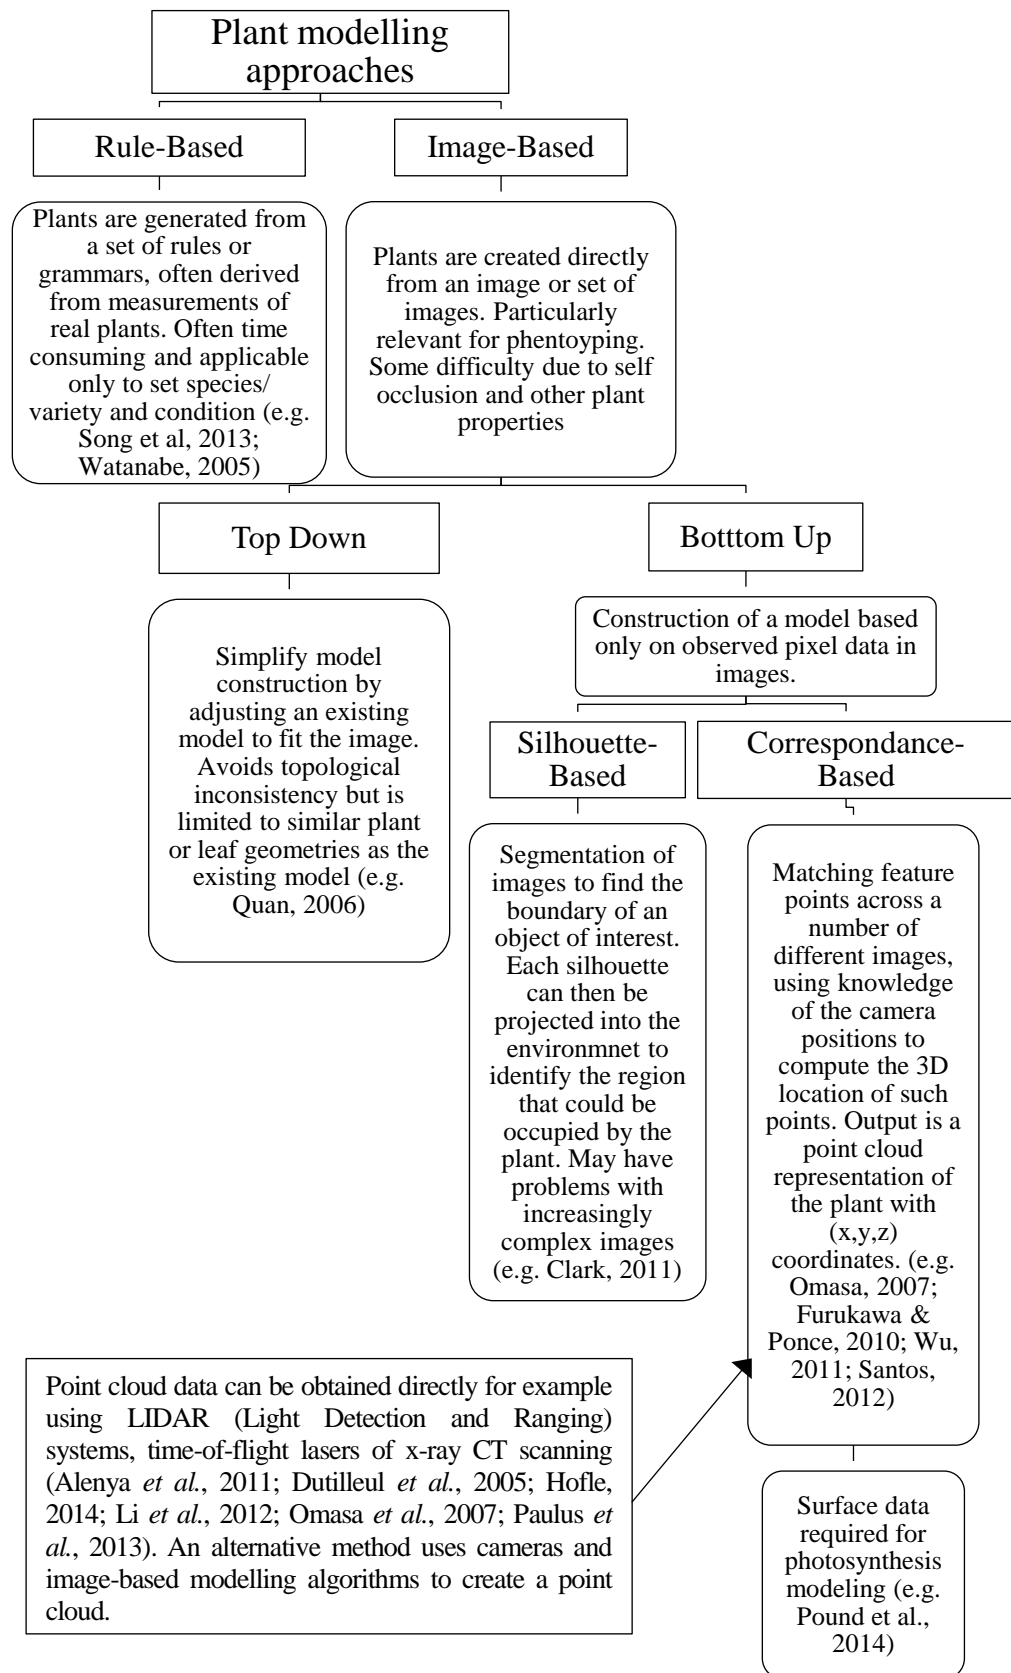 Plant modelling
approaches
Rule-Based
Image-Based
Plants are generated from
a set of rules or
grammars, often derived
from measurements of
real plants. Often time
consuming and applicable
only to set species/
variety and condition (e.g.
Song et al, 2013;
Watanabe, 2005)
Plants are created directly
from an image or set of
images. Particularly
relevant for phentoyping.
Some difficulty due to self
occlusion and other plant
properties
Top Down
Botttom Up
Simplify model
construction by
adjusting an existing
model to fit the image.
Avoids topological
inconsistency but is
limited to similar plant
or leaf geometries as the
existing model (e.g.
Quan, 2006)
Construction of a model based
only on observed pixel data in
images.
Silhouette-
Based
Correspondance-
Based
Segmentation of
images to find the
boundary of an
object of interest.
Each silhouette
can then be
projected into the
environmnet to
identify the region
that could be
occupied by the
plant. May have
problems with
increasingly
complex images
(e.g. Clark, 2011)
Matching feature
points across a
number of
different images,
using knowledge
of the camera
positions to
compute the 3D
location of such
points. Output is a
point cloud
representation of
the plant with
(x,y,z)
coordinates. (e.g.
Omasa, 2007;
Furukawa &
Ponce, 2010; Wu,
2011; Santos,
2012)
Point cloud data can be obtained directly for example
using LIDAR (Light Detection and Ranging)
systems, time-of-flight lasers of x-ray CT scanning
(Alenya et al., 2011; Dutilleul et al., 2005; Hofle,
2014; Li et al., 2012; Omasa et al., 2007; Paulus et
al., 2013). An alternative method uses cameras and
image-based modelling algorithms to create a point
cloud.
Surface data
required for
photosynthesis
modeling (e.g.
Pound et al.,
2014)